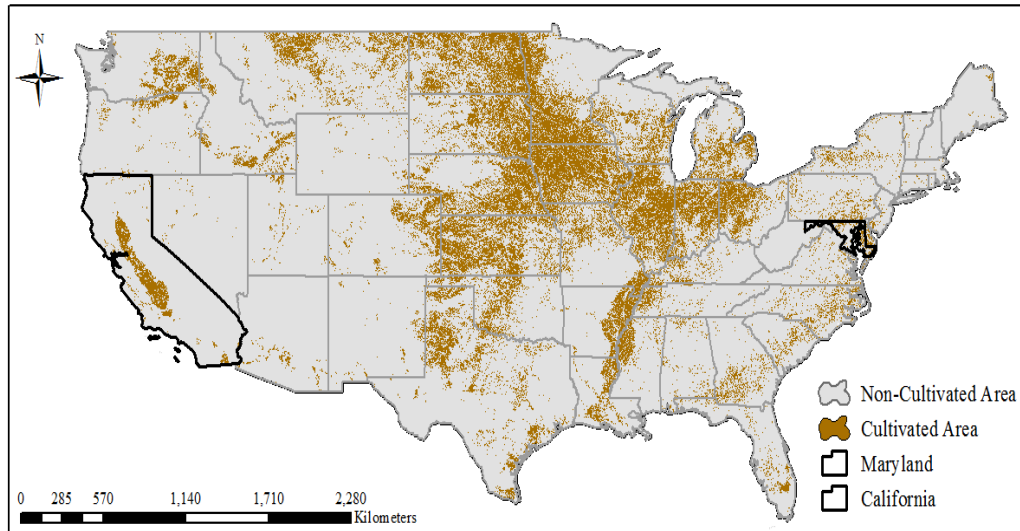 N
Non-Cultivated Area
Cultivated Area
Maryland
California
0 285 570 1,140 1,710 2,280
Kilometers